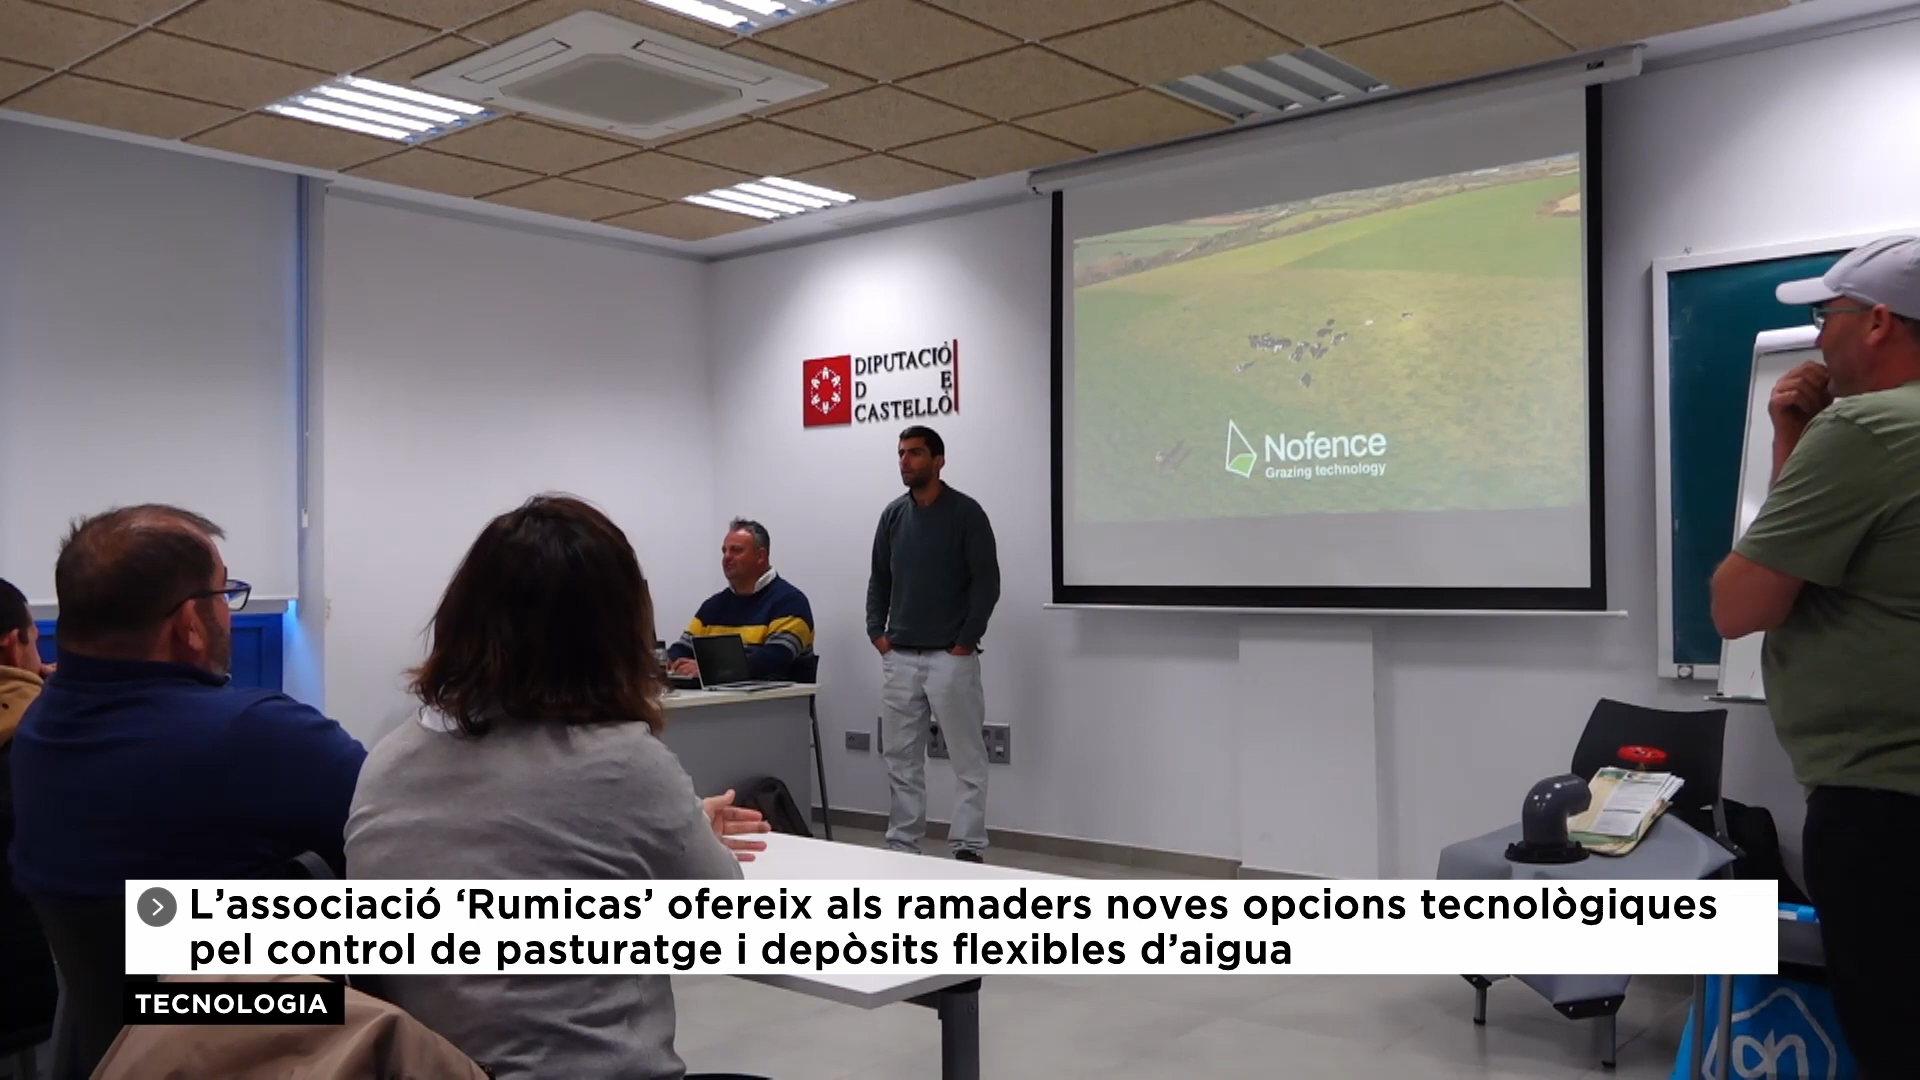 DIPUTACIÓ
D E
CASTELLÓ
Nofence
Grazing technology
L’associació ‘Rumicas’ ofereix als ramaders noves opcions tecnològiques
pel control de pasturatge i depòsits flexibles d’aigua
TECNOLOGIA